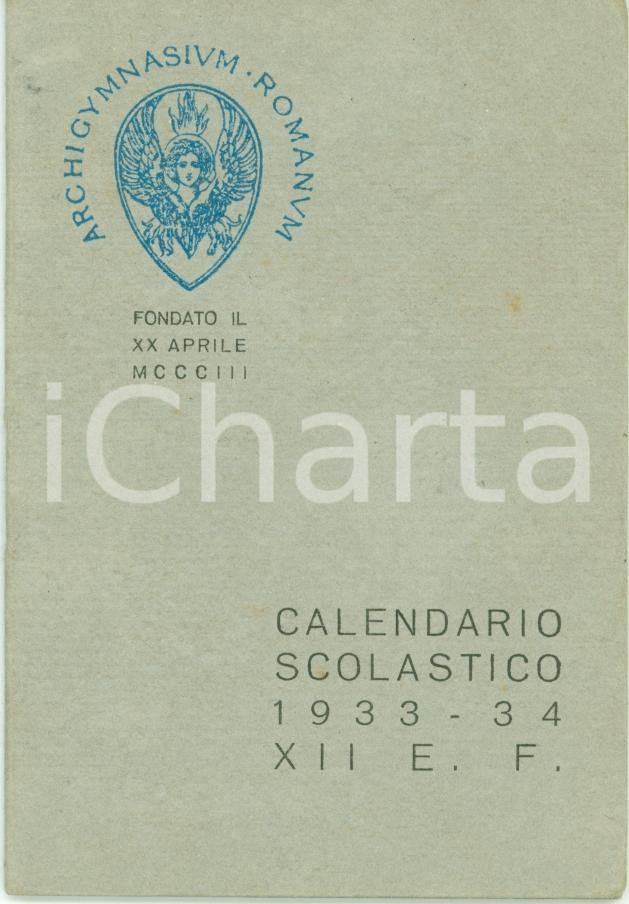 ARCHIGYMNASIVM · ROMANVM
FONDATO IL
XX APRILE
MCCCIII
iCharta
CALENDARIO
SCOLASTICO
1933-34
XII E. F.